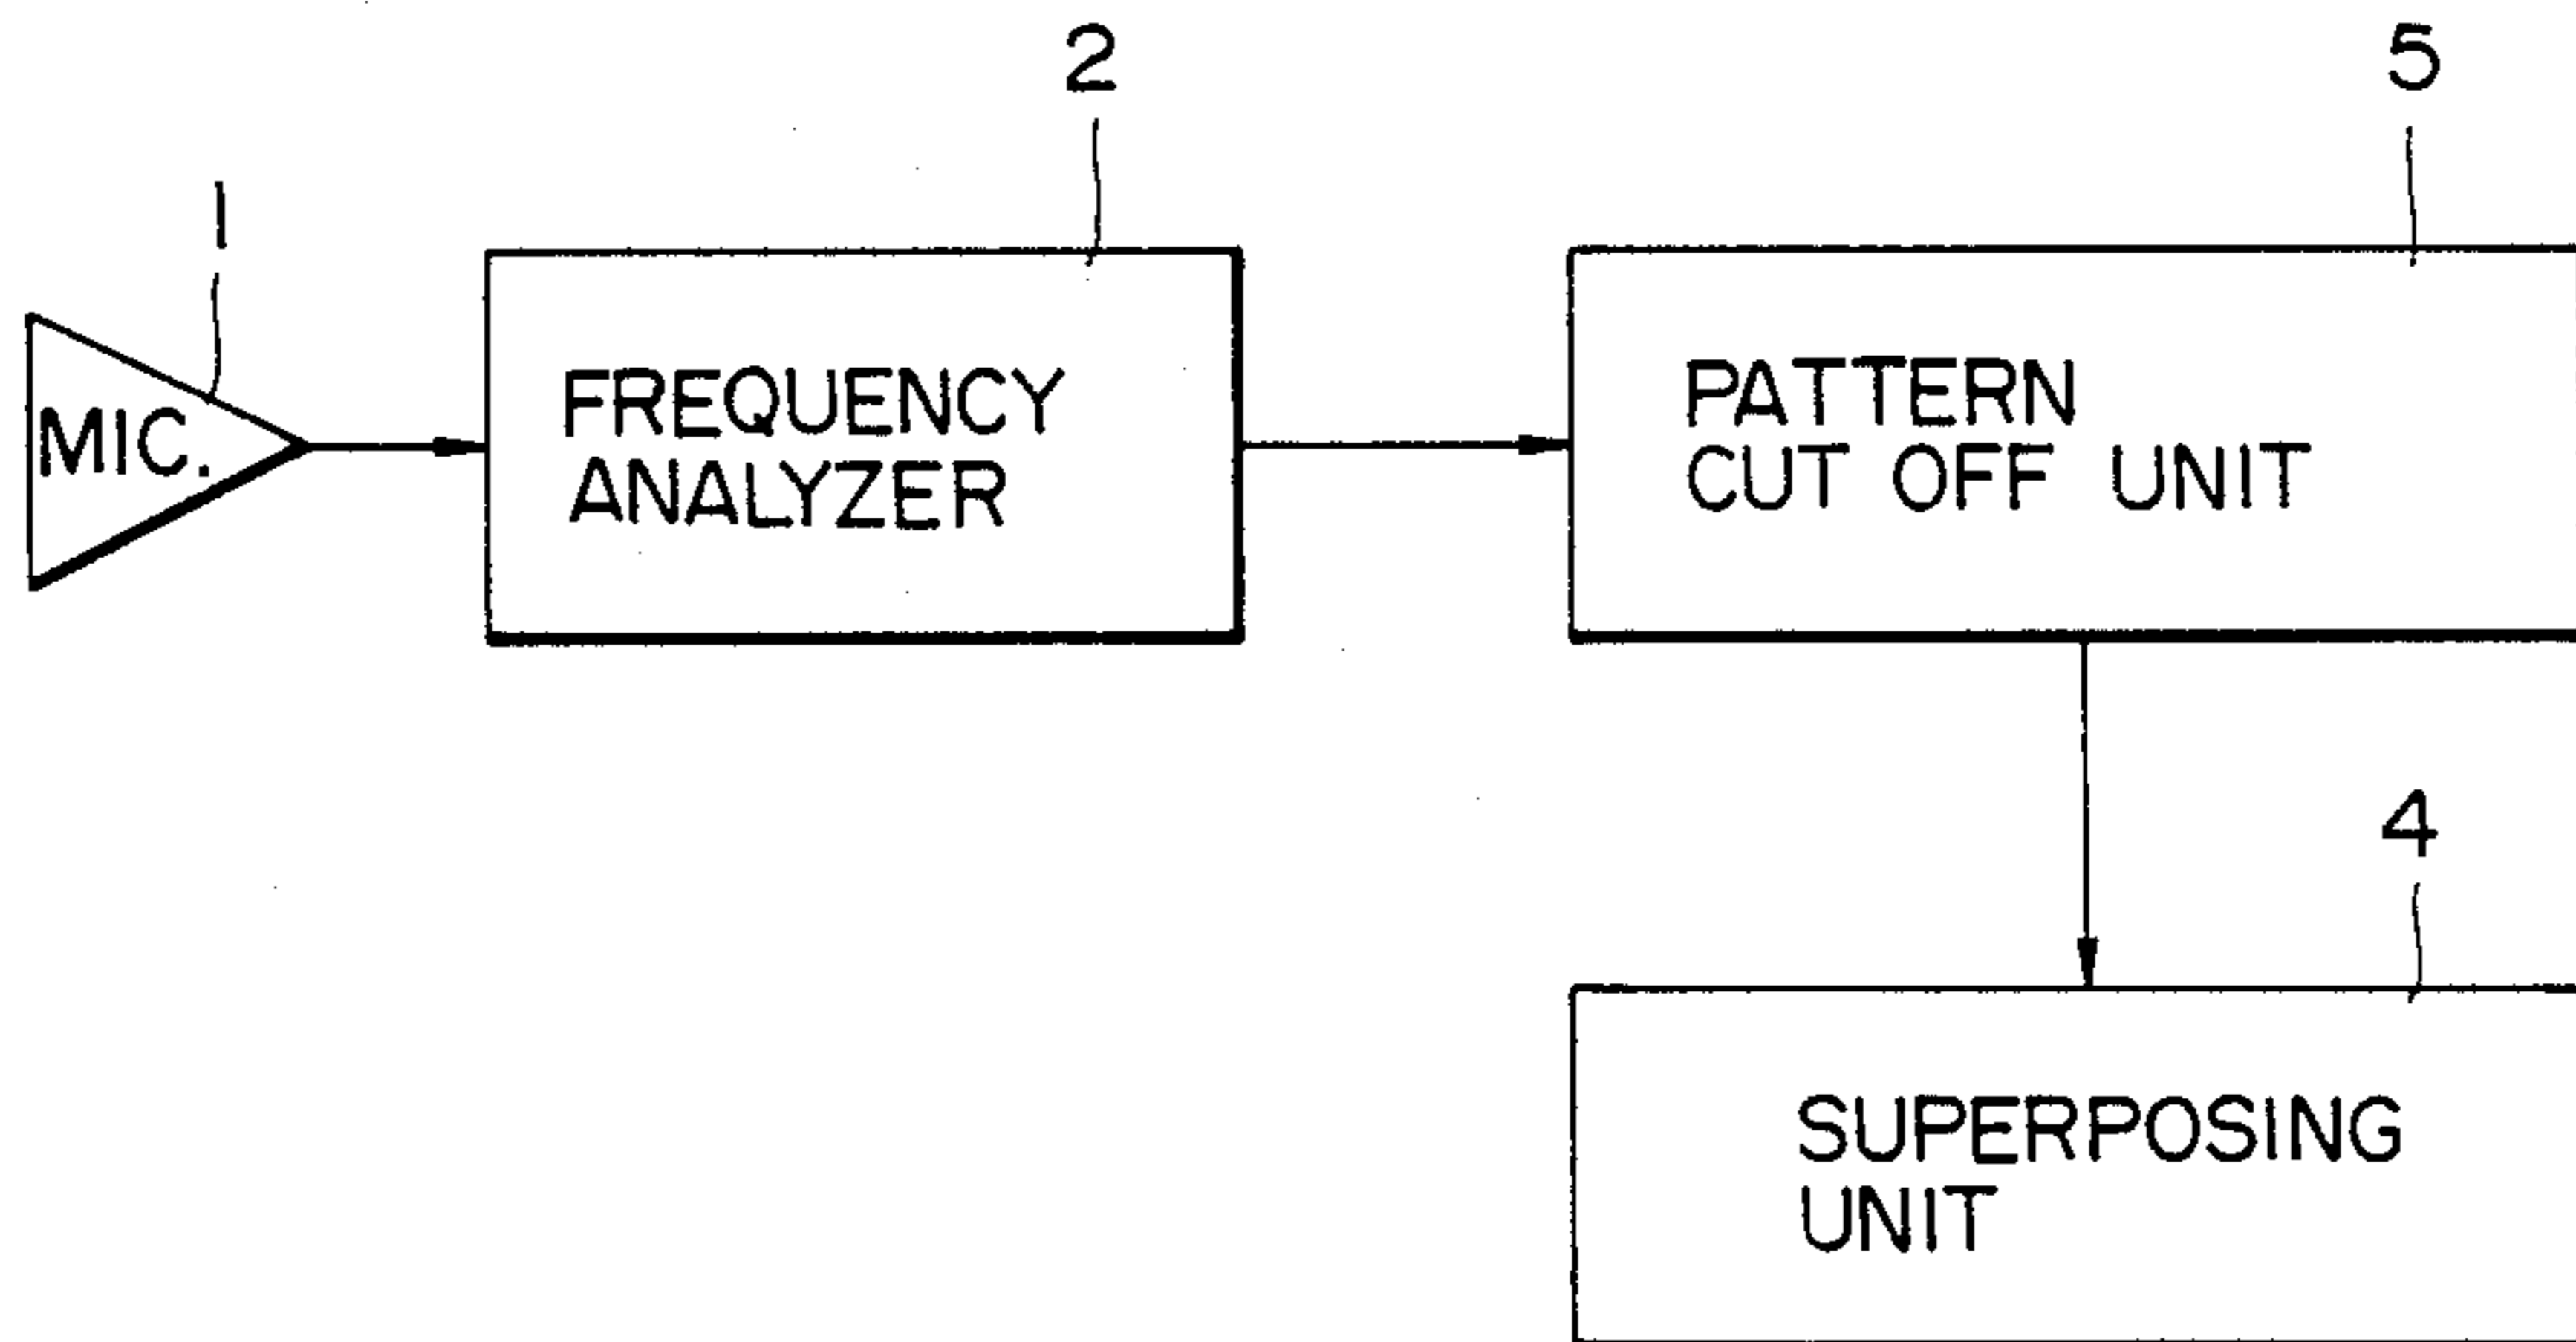 2
5
1
MIC.
FREQUENCY
ANALYZER
PATTERN
CUT OFF UNIT
4
SUPERPOSING
UNIT